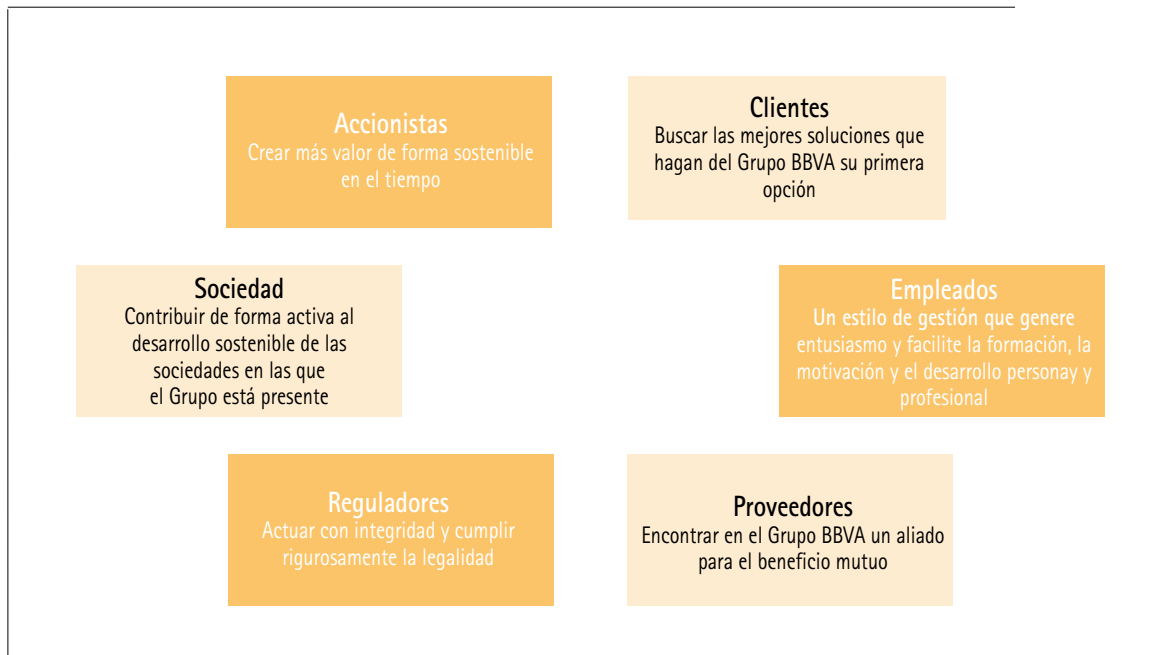 Accionistas
Crear más valor de forma sostenible
en el tiempo
Clientes
Buscar las mejores soluciones que
hagan del Grupo BBVA su primera
opción
Sociedad
Contribuir de forma activa al
desarrollo sostenible de las
sociedades en las que
el Grupo está presente
Empleados
Un estilo de gestión que genere
entusiasmo y facilite la formación, la
motivación y el desarrollo personay y
profesional
Reguladores
Actuar con integridad y cumplir
rigurosamente la legalidad
Proveedores
Encontrar en el Grupo BBVA un aliado
para el beneficio mutuo